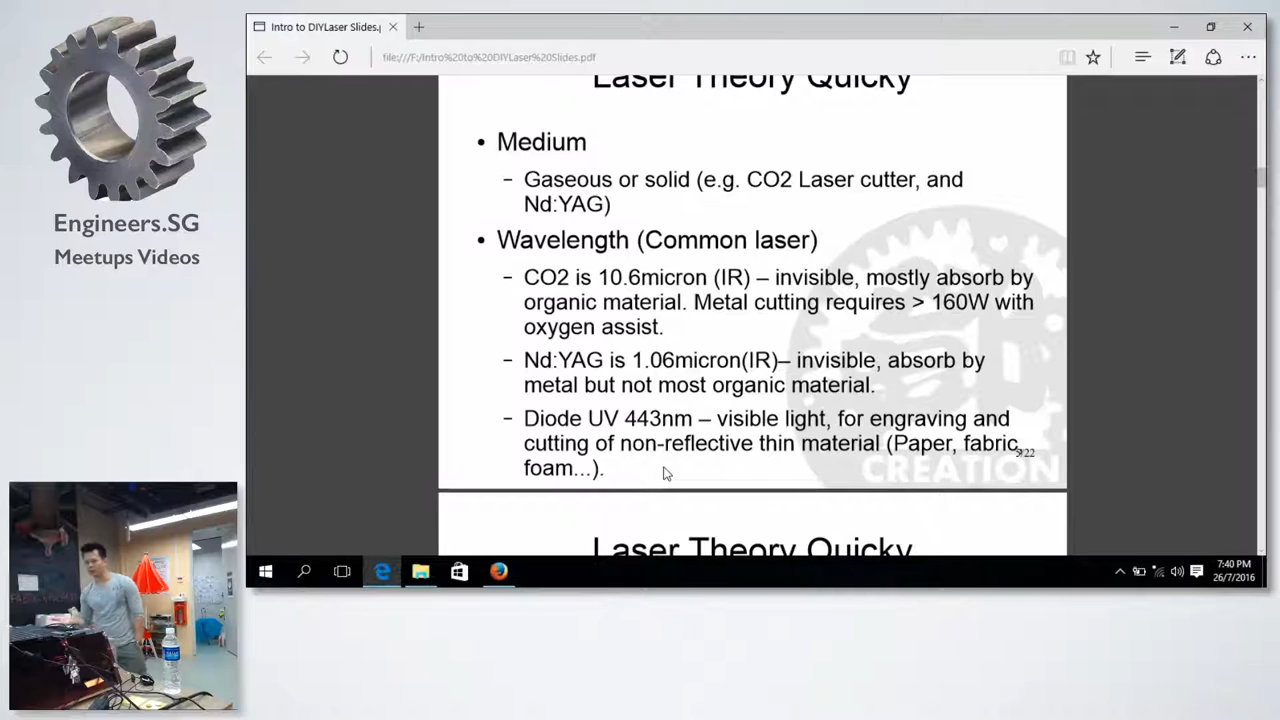 Intro to DIYLaser Slides.p
file:///F:/Intro%20to%20DIYLaser%20Slides.pdf
Laser Theory Quicky
• Medium
– Gaseous or solid (e.g. CO2 Laser cutter, and
Nd:YAG)
• Wavelength (Common laser)
– CO2 is 10.6micron (IR) – invisible, mostly absorb by
organic material. Metal cutting requires > 160W with
oxygen assist.
– Nd:YAG is 1.06micron(IR)– invisible, absorb by
metal but not most organic material.
– Diode UV 443nm – visible light, for engraving and
cutting of non-reflective thin material (Paper, fabric,
foam...).
CREATION
Laser Theory Quicky
Engineers.SG
Meetups Videos
7:40 PM
26/7/2016